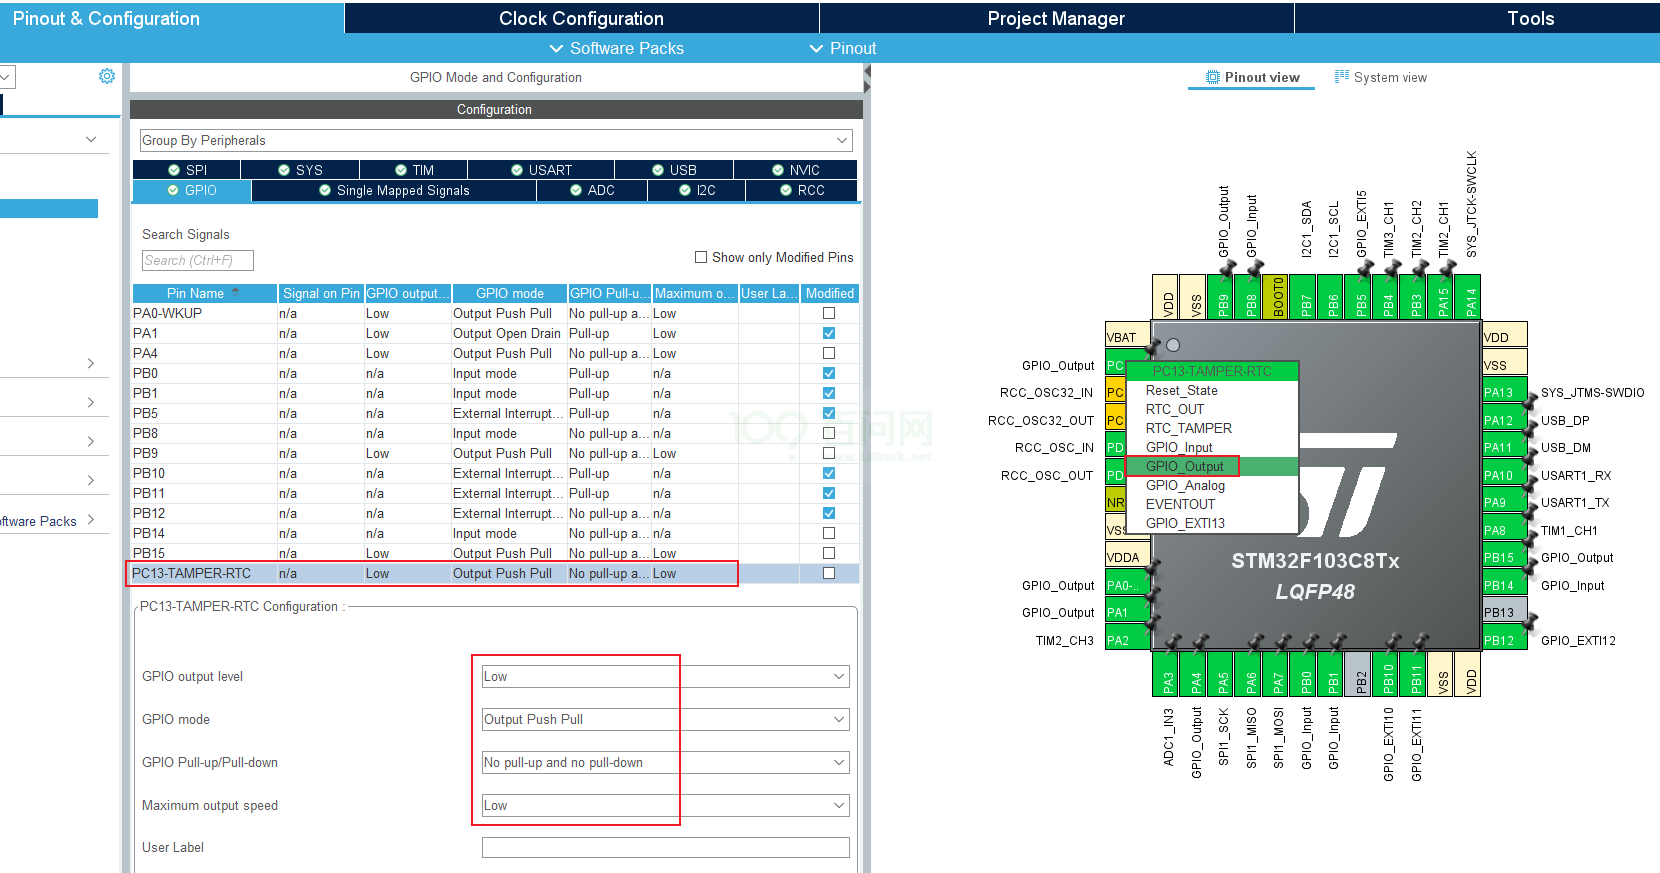 Pinout & Configuration
Clock Configuration
Project Manager
Tools
Software Packs
Pinout
GPIO Mode and Configuration
Pinout view
System view
Configuration
Group By Peripherals
SPI
SYS
TIM
USART
USB
NVIC
GPIO
Single Mapped Signals
ADC
I2C
RCC
Search Signals
Search (Ctrl+F)
Show only Modified Pins
Pin Name Signal on Pin GPIO output... GPIO mode GPIO Pull-u... Maximum o... User La... Modified
PA0-WKUP n/a Low Output Push Pull No pull-up a... Low
PA1 n/a Low Output Open Drain Pull-up Low
PA4 n/a Low Output Push Pull No pull-up a... Low
PB0 n/a n/a Input mode Pull-up n/a
PB1 n/a n/a Input mode Pull-up n/a
PB5 n/a n/a External Interrupt... Pull-up n/a
PB8 n/a n/a Input mode No pull-up a... n/a
PB9 n/a Low Output Push Pull No pull-up a... Low
PB10 n/a n/a External Interrupt... Pull-up n/a
PB11 n/a n/a External Interrupt... Pull-up n/a
PB12 n/a n/a External Interrupt... No pull-up a... n/a
PB14 n/a n/a Input mode No pull-up a... n/a
PB15 n/a Low Output Push Pull No pull-up a... Low
PC13-TAMPER-RTC n/a Low Output Push Pull No pull-up a... Low
ftware Packs
PC13-TAMPER-RTC Configuration :
GPIO output level
Low
GPIO mode
Output Push Pull
GPIO Pull-up/Pull-down
No pull-up and no pull-down
Maximum output speed
Low
User Label
百问网
www.100ask.net
GPIO_Output
GPIO_Input
I2C1_SDA
I2C1_SCL
GPIO_EXTI5
TIM3_CH1
TIM2_CH2
TIM2_CH1
SYS_JTCK-SWCLK
VDD
VSS
PB9
PB8
BOOT0
PB7
PB6
PB5
PB4
PB3
PA15
PA14
VBAT
GPIO_Output PC
RCC_OSC32_IN PC
RCC_OSC32_OUT PC
RCC_OSC_IN PD
RCC_OSC_OUT PD
NR
VSS
VDDA
GPIO_Output PA0-..
GPIO_Output PA1
TIM2_CH3 PA2
PC13-TAMPER-RTC
Reset_State
RTC_OUT
RTC_TAMPER
GPIO_Input
GPIO_Output
GPIO_Analog
EVENTOUT
GPIO_EXTI13
STM32F103C8Tx
LQFP48
VDD
VSS
PA13 SYS_JTMS-SWDIO
PA12 USB_DP
PA11 USB_DM
PA10 USART1_RX
PA9 USART1_TX
PA8 TIM1_CH1
PB15 GPIO_Output
PB14 GPIO_Input
PB13
PB12 GPIO_EXTI12
PA3
PA4
PA5
PA6
PA7
PB0
PB1
PB2
PB10
PB11
VSS
VDD
ADC1_IN3
GPIO_Output
SPI1_SCK
SPI1_MISO
SPI1_MOSI
GPIO_Input
GPIO_Input
GPIO_EXTI10
GPIO_EXTI11